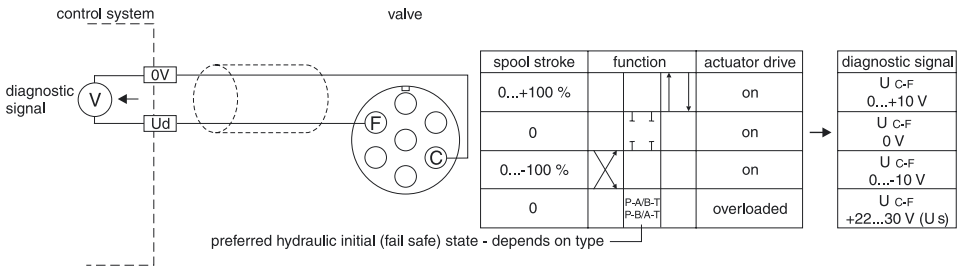 control system
valve
0V
diagnostic
signal
V
Ud
F
C
spool stroke function actuator drive diagnostic signal
0...+100 % on U C-F
0...+10 V
0 on U C-F
0 V
0...-100 % on U C-F
0...-10 V
0 P-A/B-T
P-B/A-T overloaded U C-F
+22...30 V (Us)
preferred hydraulic initial (fail safe) state - depends on type